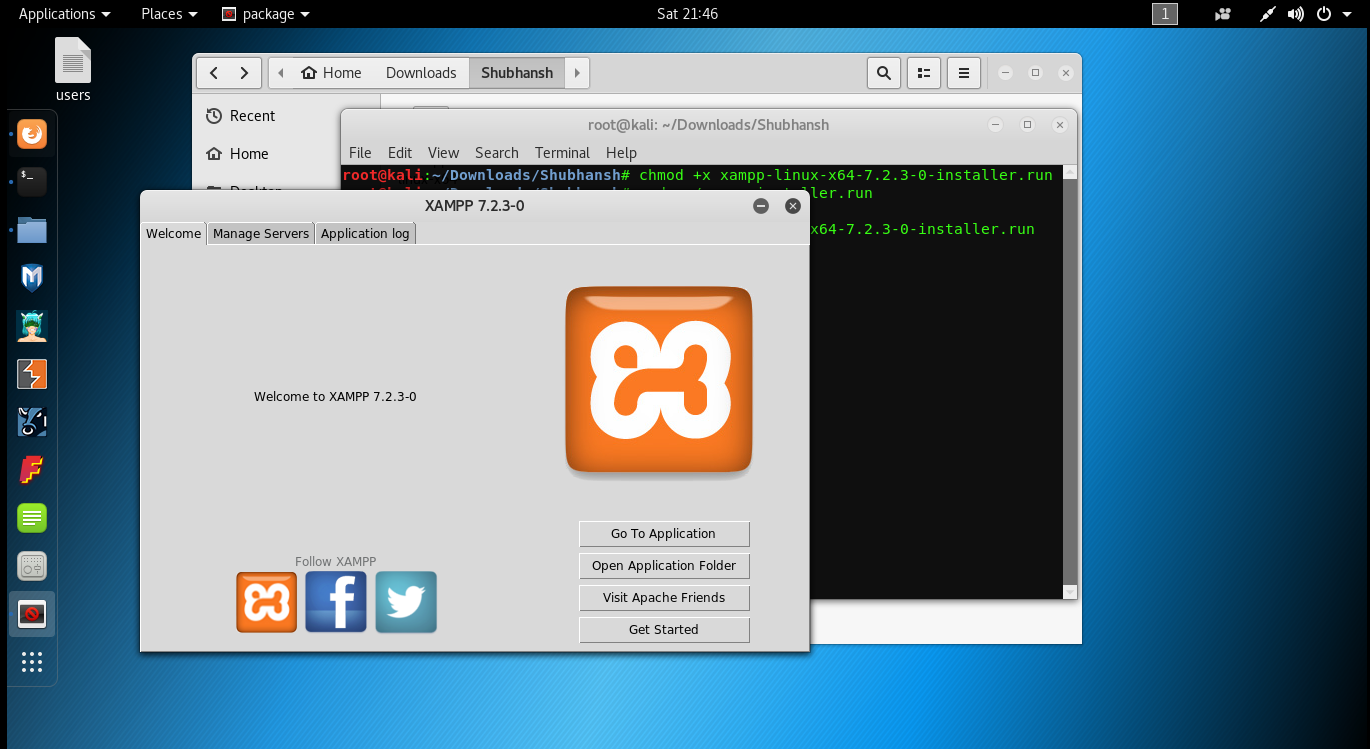 Applications Places package Sat 21:46 1
users
Home Downloads Shubhansh
Recent
Home
root@kali: ~/Downloads/Shubhansh
File Edit View Search Terminal Help
root@kali:~/Downloads/Shubhansh# chmod +x xampp-linux-x64-7.2.3-0-installer.run
x64-7.2.3-0-installer.run
XAMPP 7.2.3-0
Welcome Manage Servers Application log
Welcome to XAMPP 7.2.3-0
Go To Application
Open Application Folder
Visit Apache Friends
Get Started
Follow XAMPP